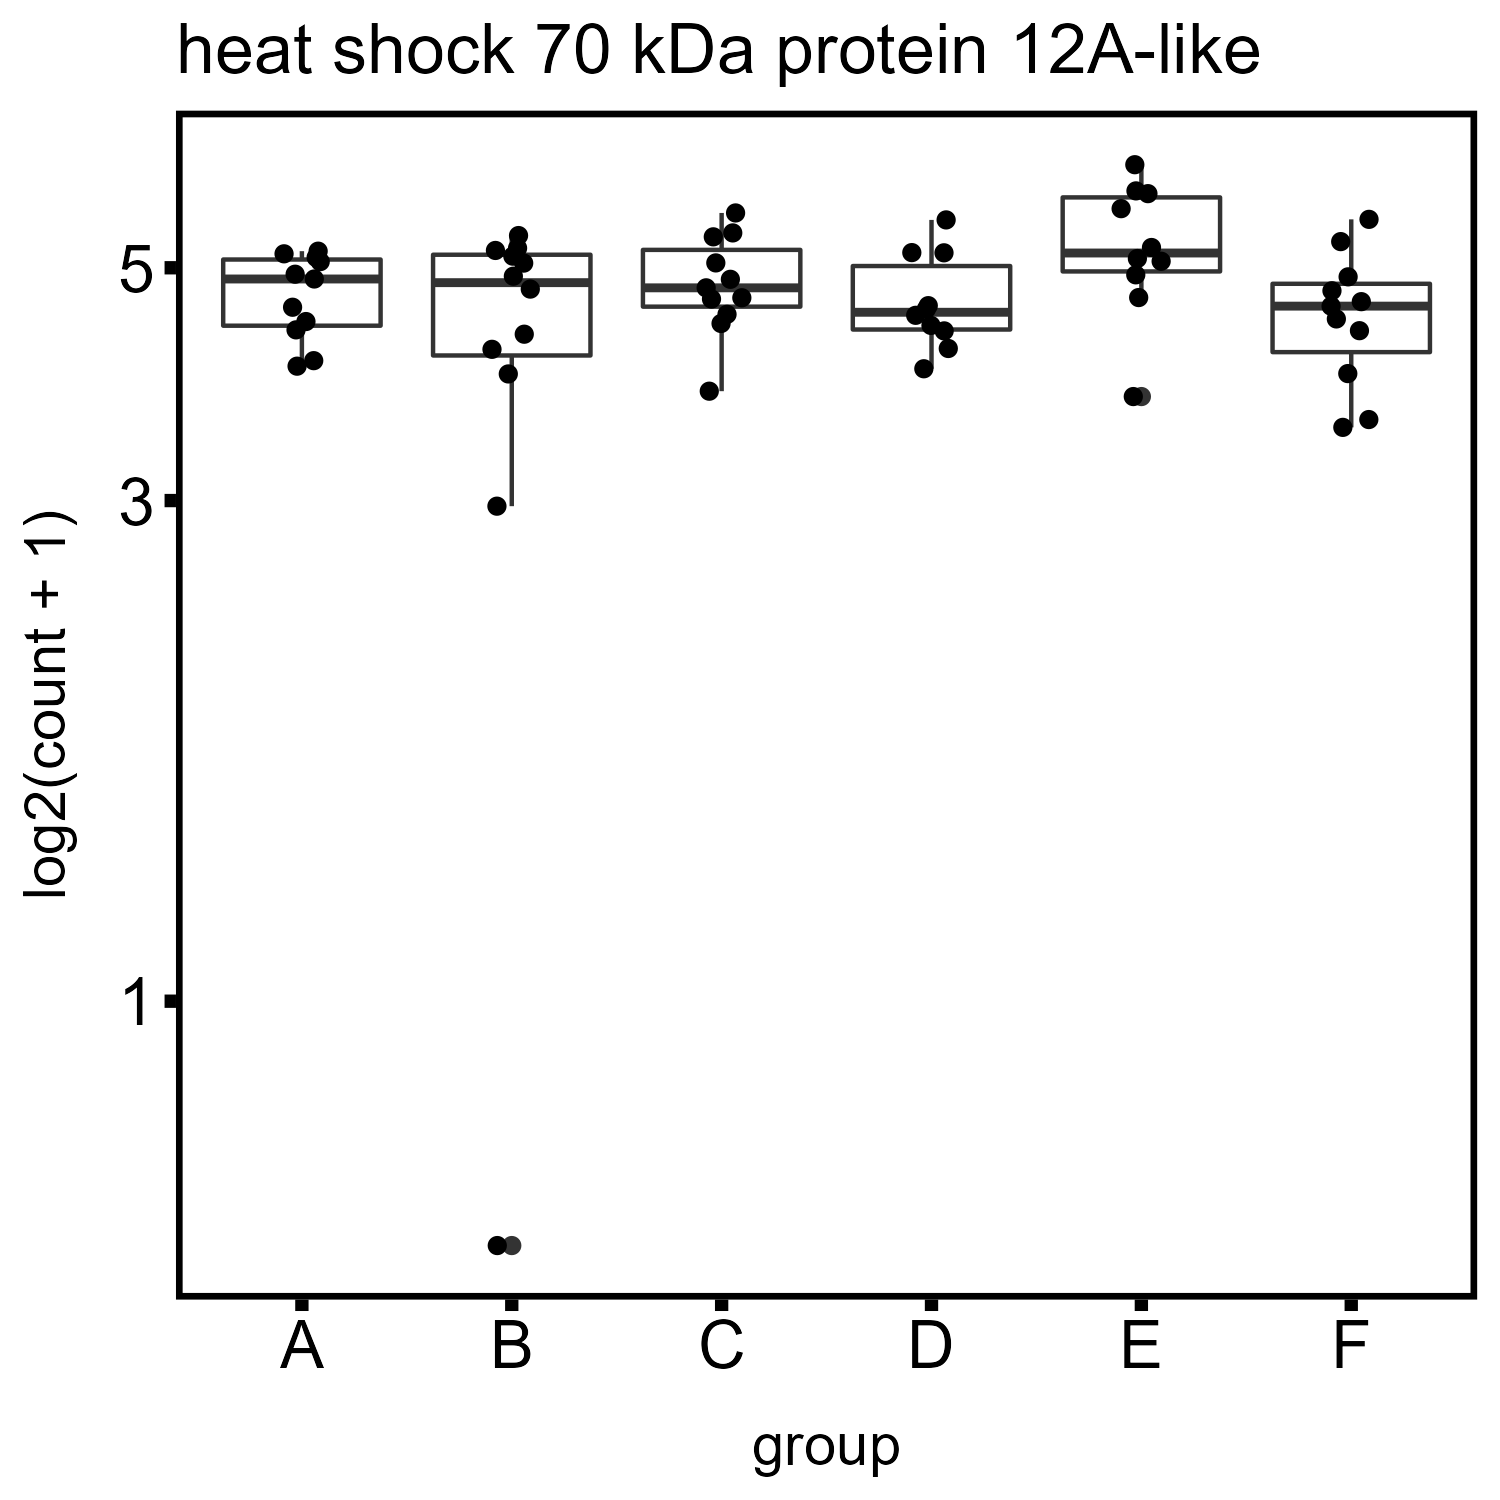 heat shock 70 kDa protein 12A-like
log2(count + 1)
5
3
1
A B C D E F
group